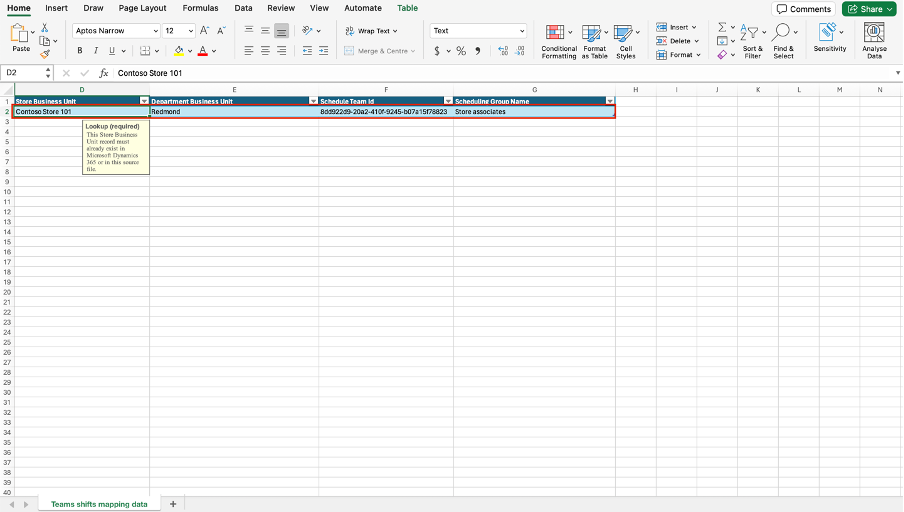 Home Insert Draw Page Layout Formulas Data Review View Automate Table Comments Share
Paste
Aptos Narrow 12 A A
B I U A
ab Wrap Text
Merge & Centre
Text
$ % 9
Conditional Formatting
Format as Table
Cell Styles
Insert
Delete
Format
Sort & Filter
Find & Select
Sensitivity
Analyse Data
D2 fx Contoso Store 101
D E F G H I J K L M N
1 Store Business Unit Department Business Unit Schedule Team Id Scheduling Group Name
2 Contoso Store 101 Redmond 8dd922d9-20a2-410f-9245-b07a15f78823 Store associates
3
4 Lookup (required)
5 This Store Business
Unit record must
6 already exist in
7 Microsoft Dynamics
365 or in this source
8 file.
9
10
11
12
13
14
15
16
17
18
19
20
21
22
23
24
25
26
27
28
29
30
31
32
33
34
35
36
37
38
39
40
Teams shifts mapping data +